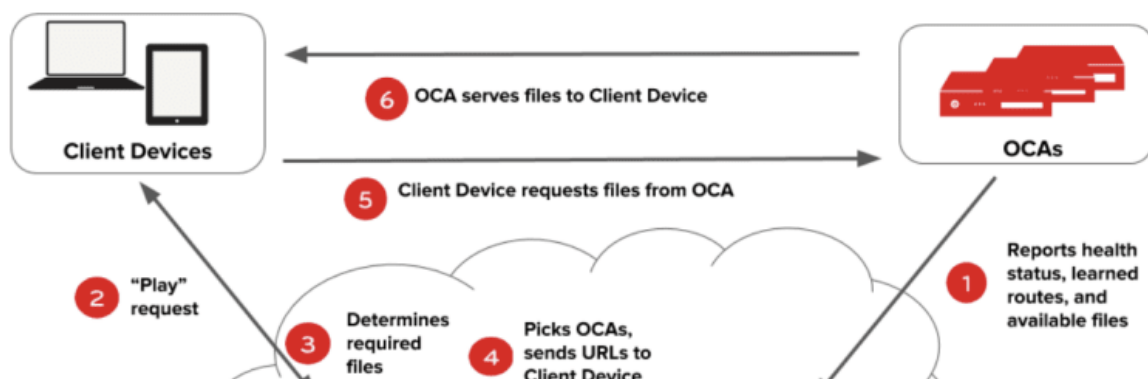 6
OCA serves files to Client Device
Client Devices
OCAs
5
Client Device requests files from OCA
1
Reports health
status, learned
routes, and
available files
2
“Play”
request
3
Determines
required
files
4
Picks OCAs,
sends URLs to
Client Device